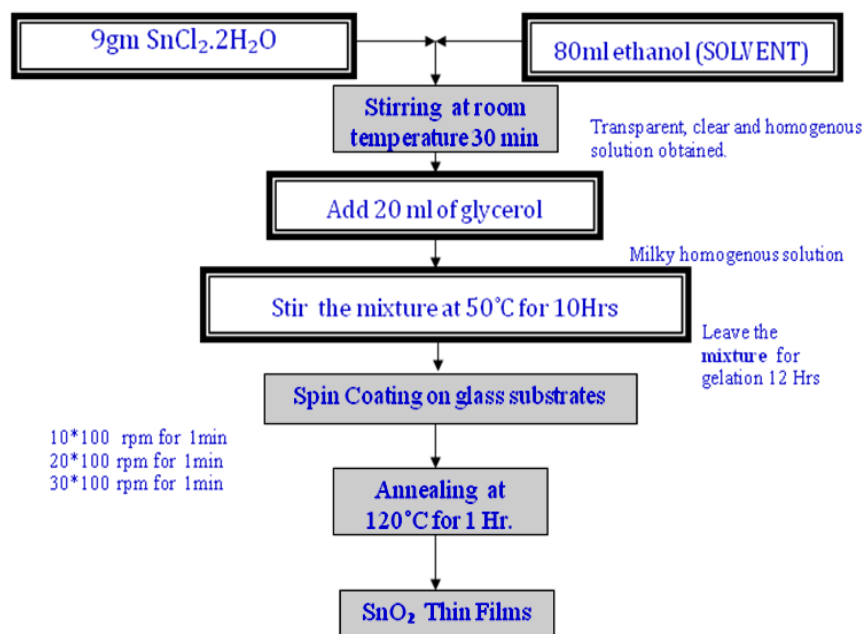 9gm SnCl₂.2H₂O
80ml ethanol (SOLVENT)
Stirring at room
temperature 30 min
Transparent, clear and homogenous
solution obtained.
Add 20 ml of glycerol
Milky homogenous solution
Stir the mixture at 50°C for 10Hrs
Leave the
mixture for
gelation 12 Hrs
Spin Coating on glass substrates
10*100 rpm for 1min
20*100 rpm for 1min
30*100 rpm for 1min
Annealing at
120°C for 1 Hr.
SnO₂ Thin Films